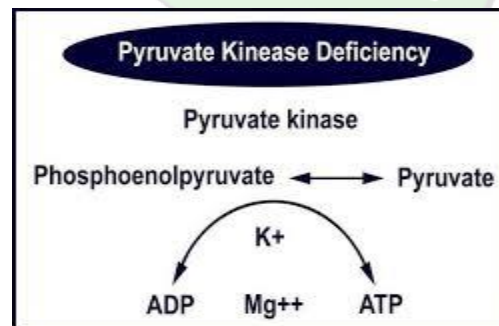 Pyruvate Kinease Deficiency
Pyruvate kinase
Phosphoenolpyruvate Pyruvate
K+
ADP Mg++ ATP